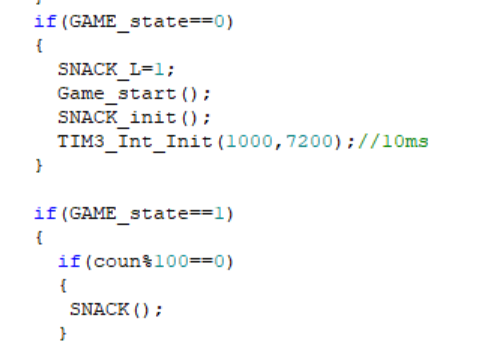 if(GAME_state==0)
{
SNACK_L=1;
Game_start();
SNACK_init();
TIM3_Int_Init(1000,7200);//10ms
}
if(GAME_state==1)
{
if(coun%100==0)
{
SNACK();
}